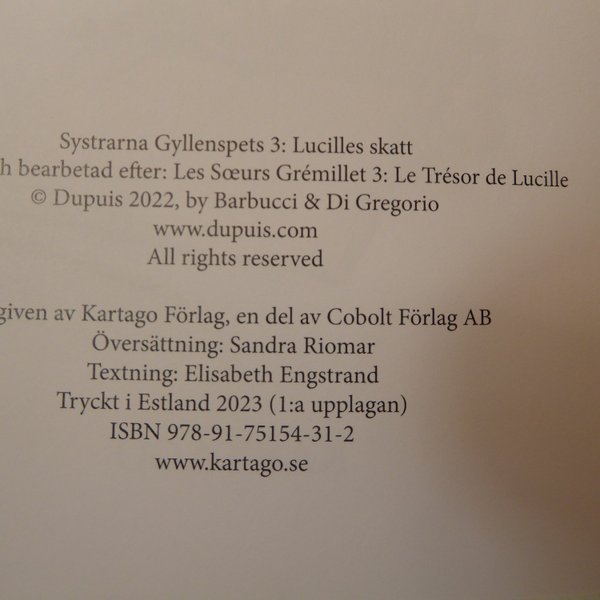 Systrarna Gyllenspets 3: Lucilles skatt
h bearbetad efter: Les Sœurs Grémillet 3: Le Trésor de Lucille
© Dupuis 2022, by Barbucci & Di Gregorio
www.dupuis.com
All rights reserved
given av Kartago Förlag, en del av Cobolt Förlag AB
Översättning: Sandra Riomar
Textning: Elisabeth Engstrand
Tryckt i Estland 2023 (1:a upplagan)
ISBN 978-91-75154-31-2
www.kartago.se